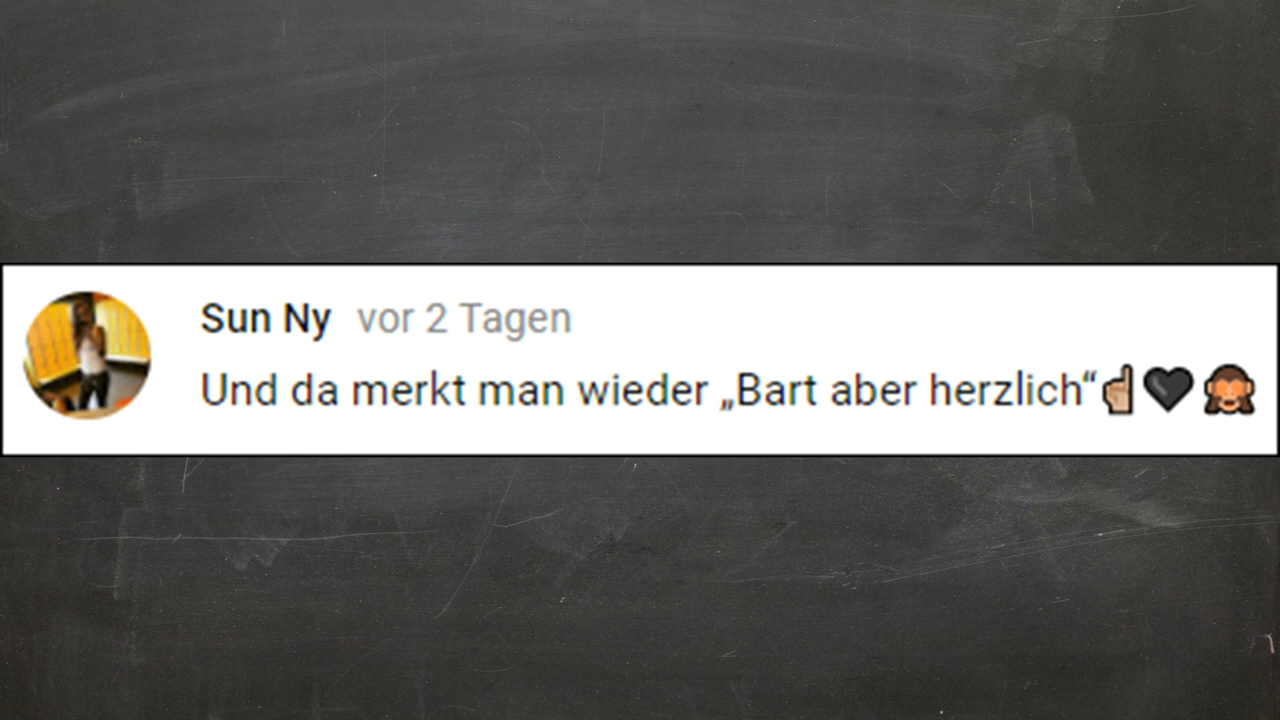 Sun Ny vor 2 Tagen
Und da merkt man wieder „Bart aber herzlich“☝🏼🖤🙈